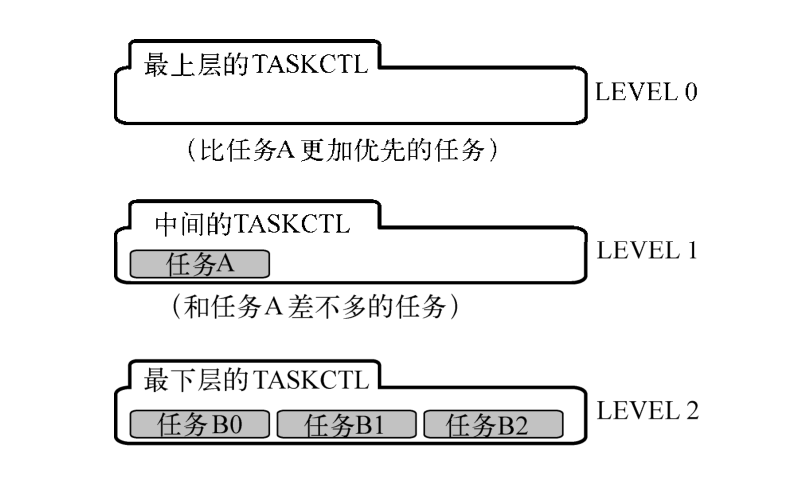 最上层的TASKCTL
LEVEL 0
（比任务A 更加优先的任务）
中间的TASKCTL
LEVEL 1
任务A
（和任务A 差不多的任务）
最下层的TASKCTL
LEVEL 2
任务B0 任务B1 任务B2